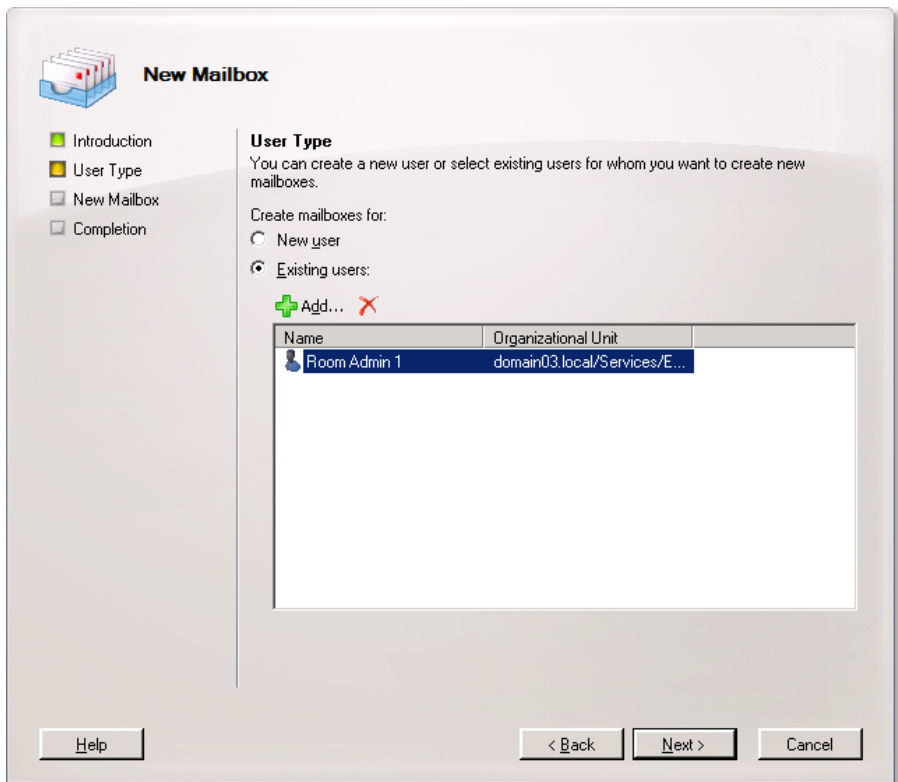 New Mailbox
Introduction
User Type
New Mailbox
Completion
User Type
You can create a new user or select existing users for whom you want to create new
mailboxes.
Create mailboxes for:
New user
Existing users:
Add...
Name Organizational Unit
Room Admin 1 domain03.local/Services/E...
Help < Back Next > Cancel